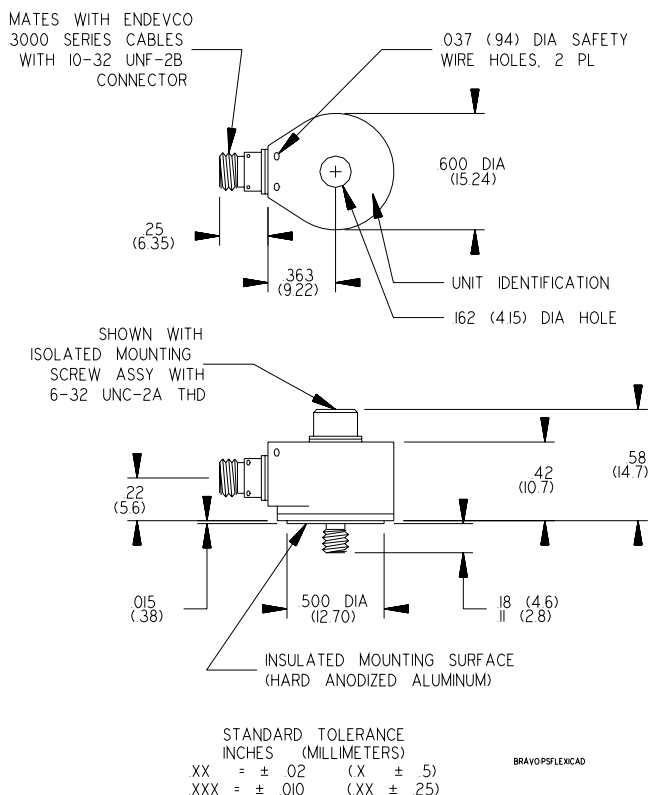 MATES WITH ENDEVCO
3000 SERIES CABLES
WITH 10-32 UNF-2B
CONNECTOR
.037 (.94) DIA SAFETY
WIRE HOLES, 2 PL
.600 DIA
(15.24)
.25
(6.35)
.363
(9.22)
UNIT IDENTIFICATION
.162 (4.15) DIA HOLE
SHOWN WITH
ISOLATED MOUNTING
SCREW ASSY WITH
6-32 UNC-2A THD
.58
(14.7)
.42
(10.7)
.22
(5.6)
.015
(.38)
.500 DIA
(12.70)
.18 (4.6)
.11 (2.8)
INSULATED MOUNTING SURFACE
(HARD ANODIZED ALUMINUM)
STANDARD TOLERANCE
INCHES (MILLIMETERS)
.XX = ± .02 (.X ± .5)
.XXX = ± .010 (.XX ± .25)
BRAVOPSFLEXICAD